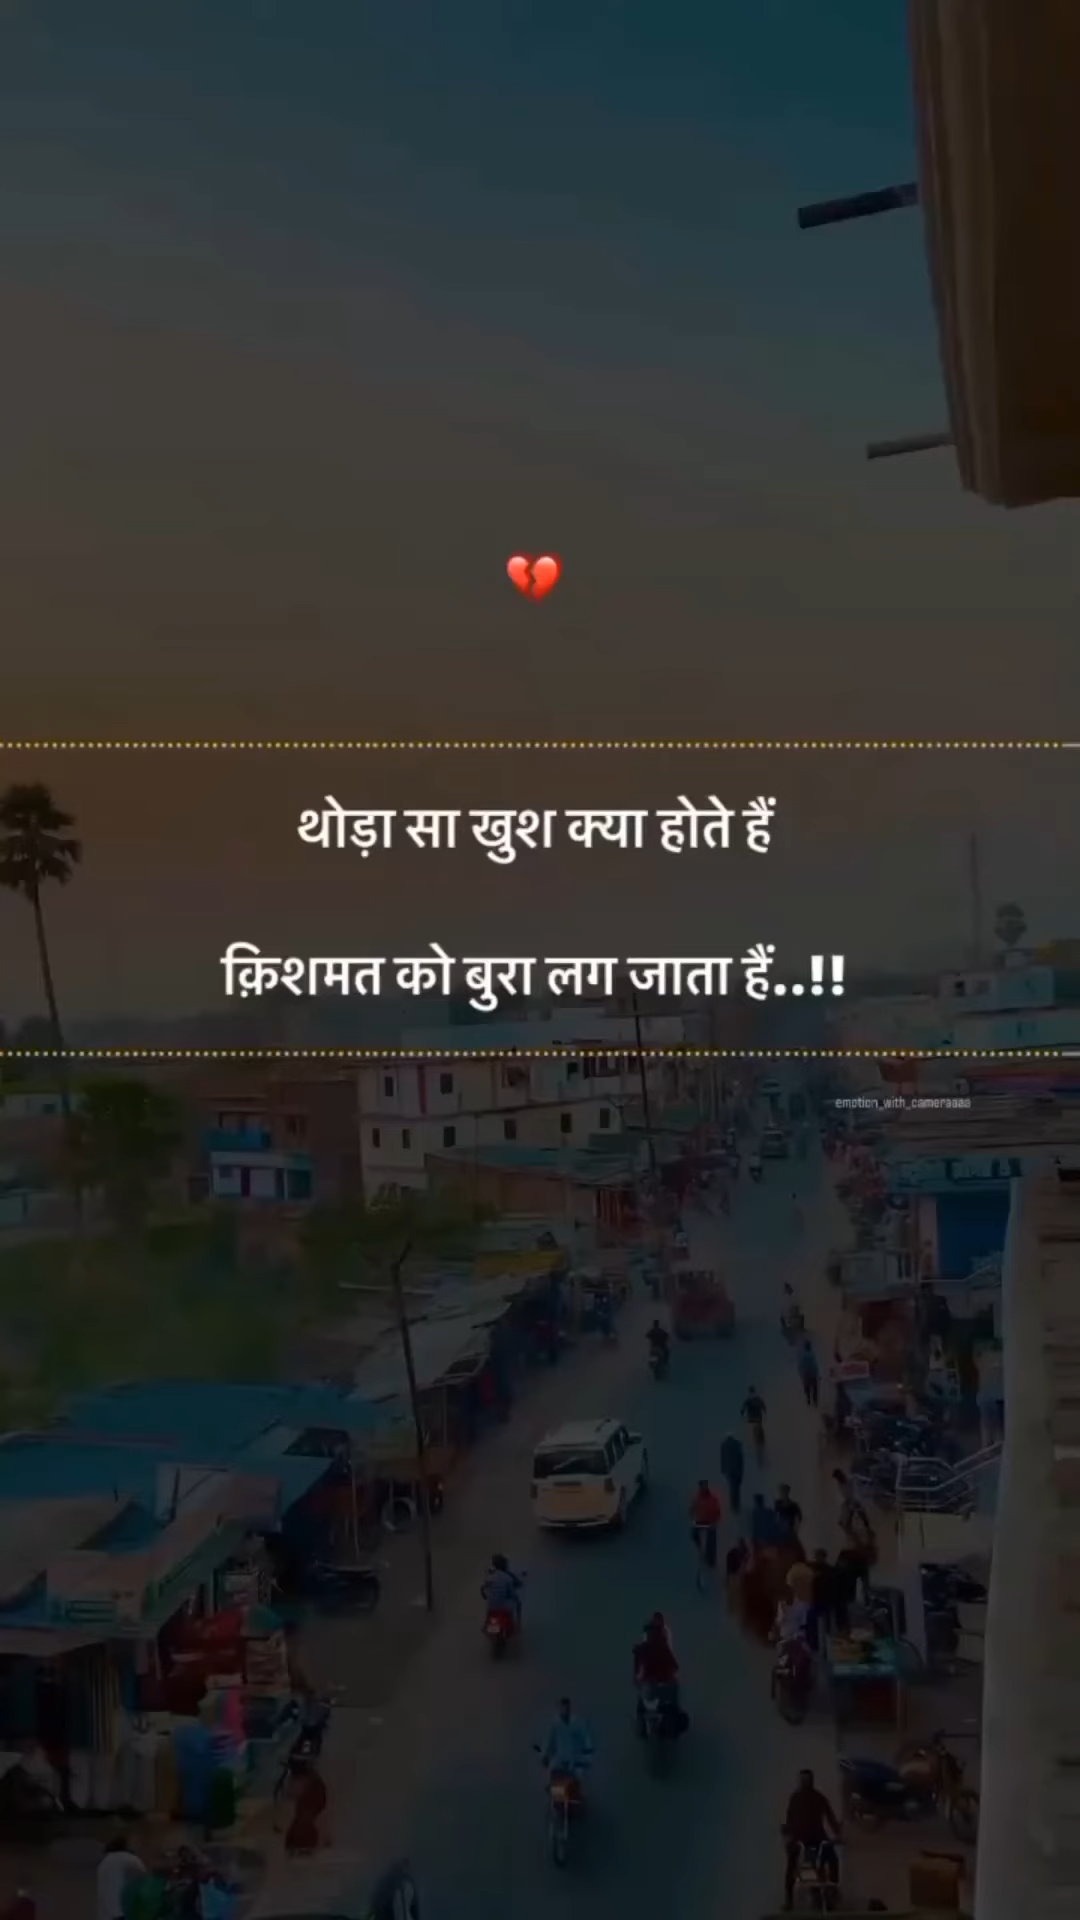 💔
थोड़ा सा खुश क्या होते हैं
क़िशमत को बुरा लग जाता हैं..!!
emotion_with_cameraaaa